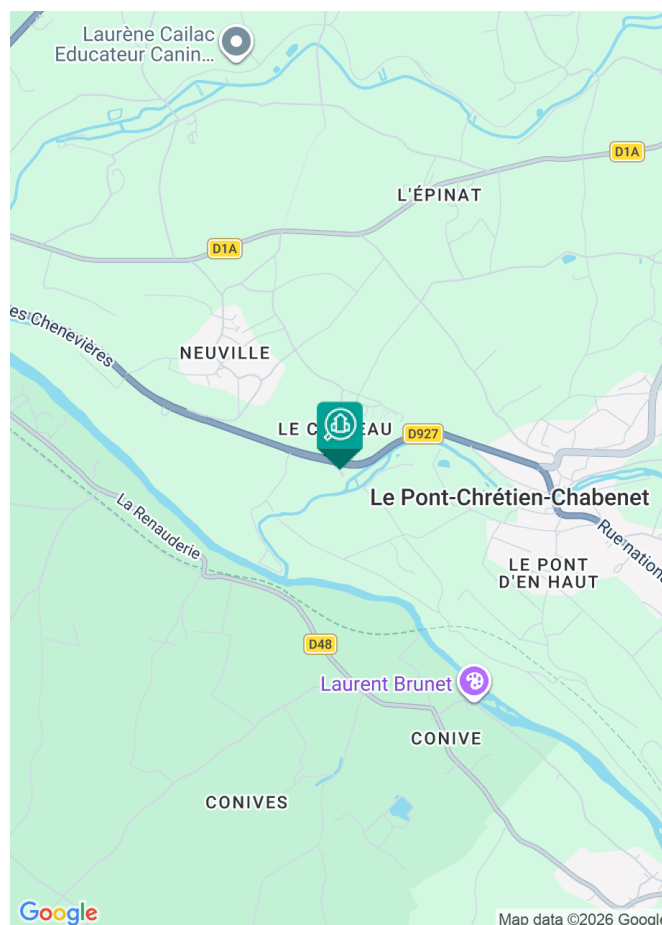 Laurène Cailac
Educateur Canin...
D1A
L'ÉPINAT
D1A
es Chenevières
NEUVILLE
D927
Le Pont-Chrétien-Chabenet
La Renauderie
Rue nationa
LE PONT
D'EN HAUT
D48
Laurent Brunet
CONIVE
CONIVES
Google
Map data ©2026 Google